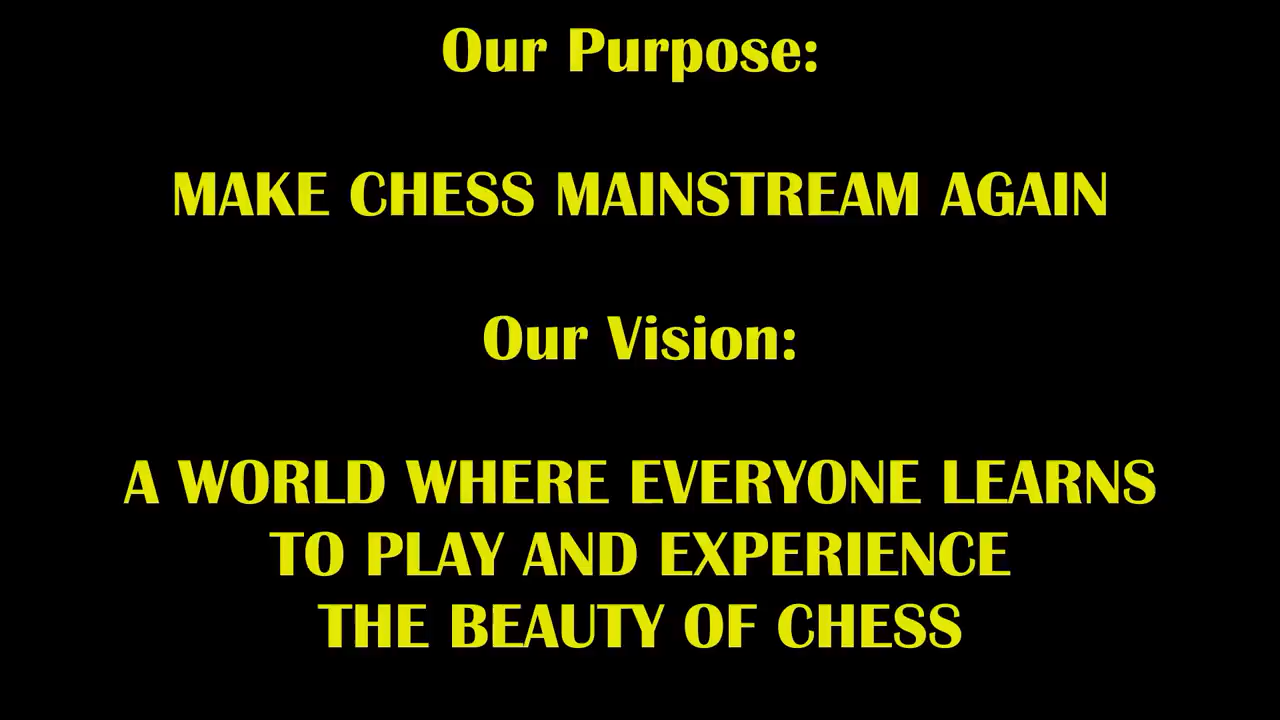 Our Purpose:
MAKE CHESS MAINSTREAM AGAIN
Our Vision:
A WORLD WHERE EVERYONE LEARNS
TO PLAY AND EXPERIENCE
THE BEAUTY OF CHESS